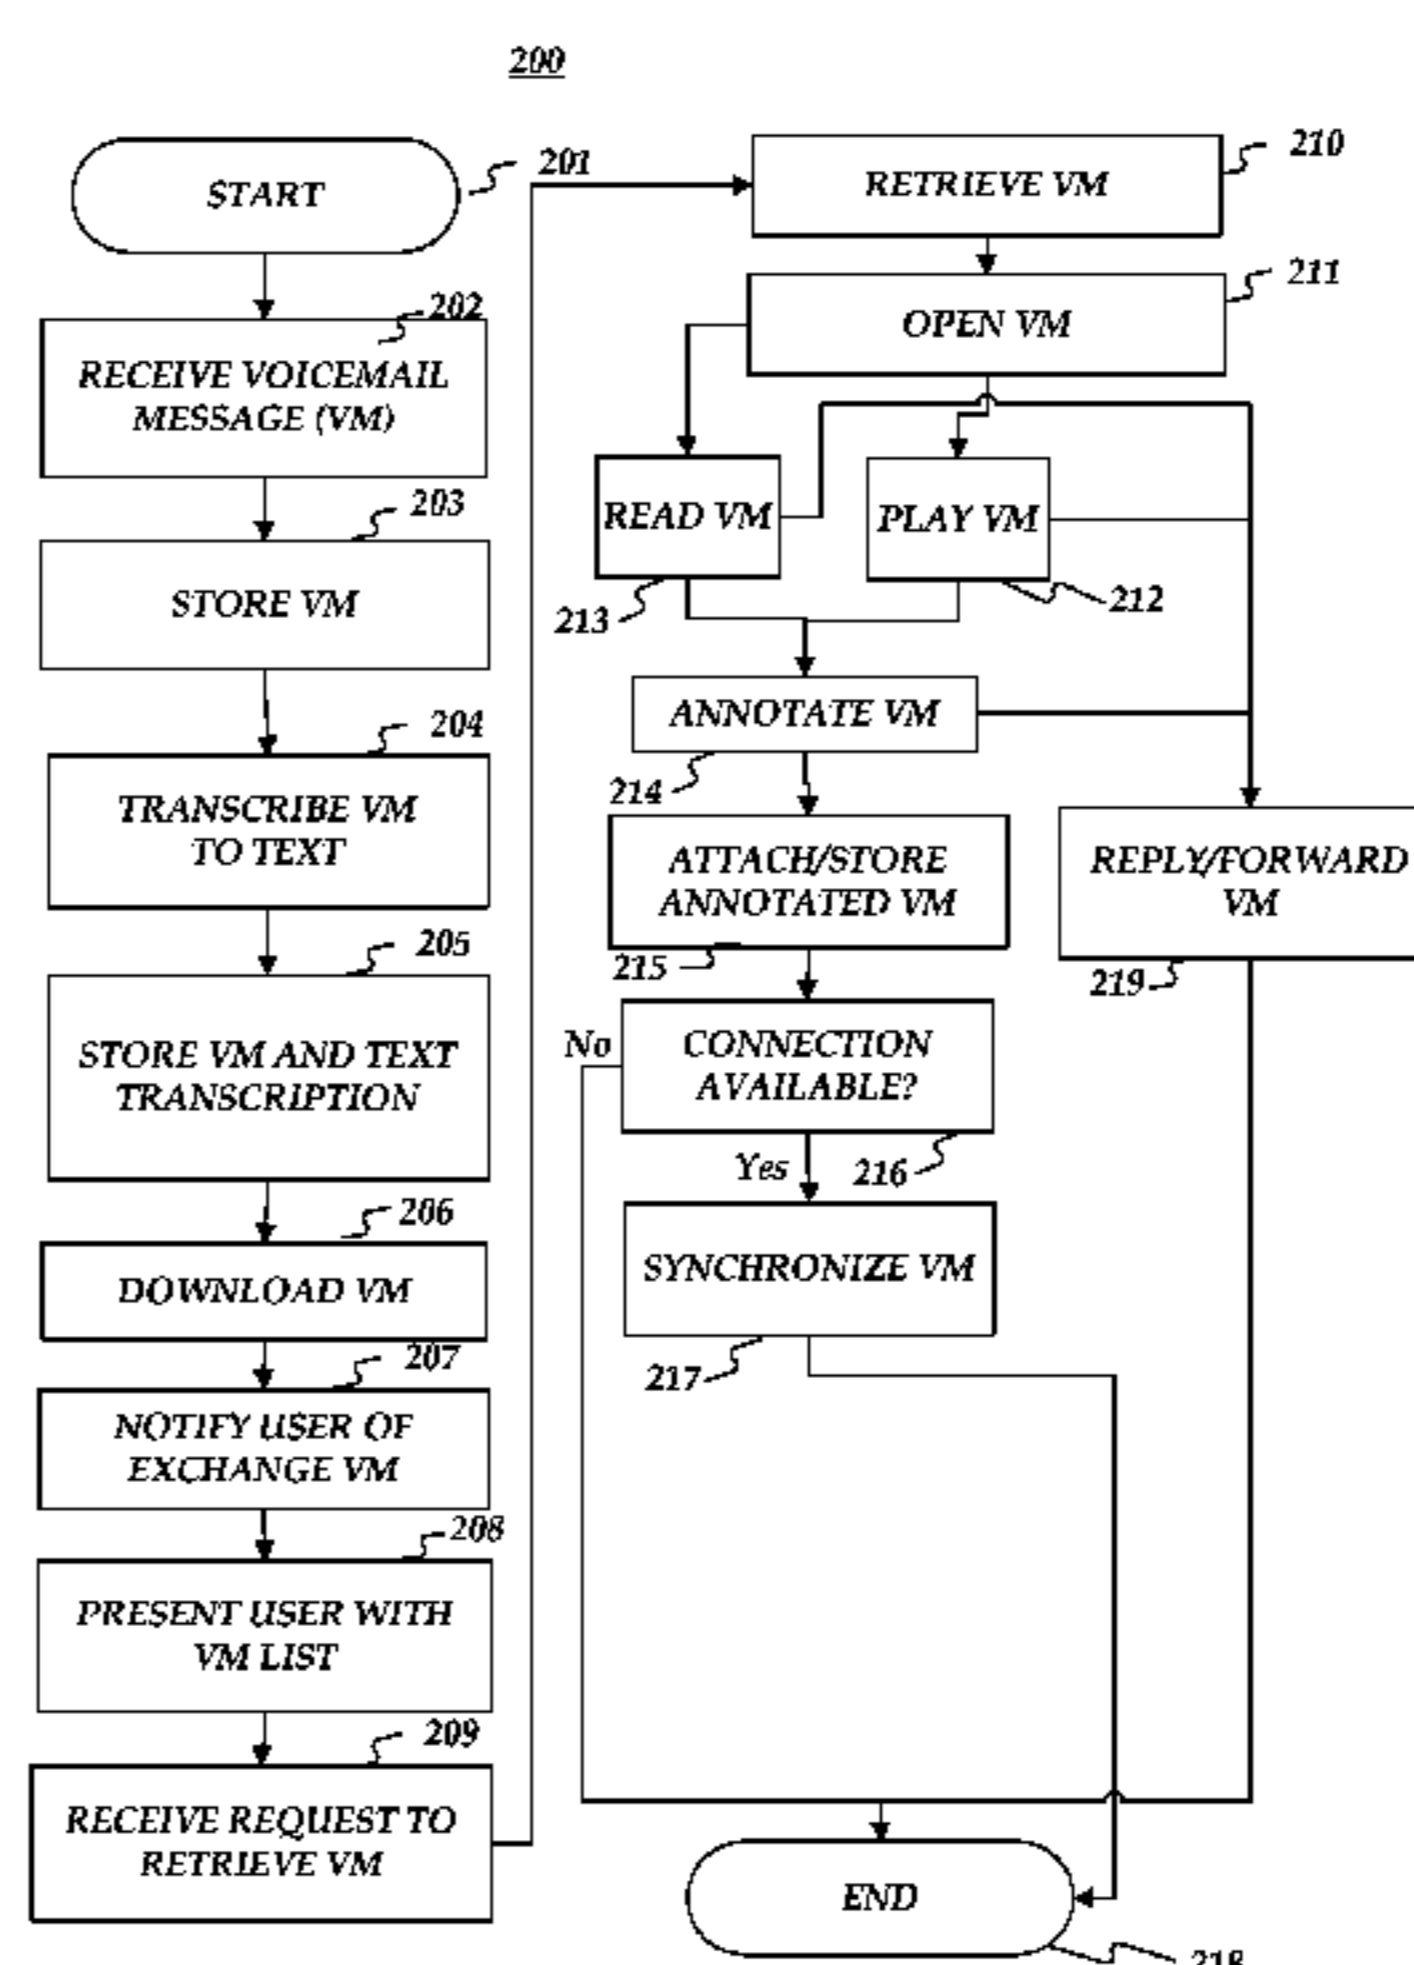 200
START
201
202
RECEIVE VOICEMAIL
MESSAGE (VM)
203
STORE VM
204
TRANSCRIBE VM
TO TEXT
205
STORE VM AND TEXT
TRANSCRIPTION
206
DOWNLOAD VM
207
NOTIFY USER OF
EXCHANGE VM
208
PRESENT USER WITH
VM LIST
209
RECEIVE REQUEST TO
RETRIEVE VM
210
RETRIEVE VM
211
OPEN VM
READ VM
213
PLAY VM
212
ANNOTATE VM
214
ATTACH/STORE
ANNOTATED VM
215
REPLY/FORWARD
VM
219
No
CONNECTION
AVAILABLE?
Yes
216
SYNCHRONIZE VM
217
END
218